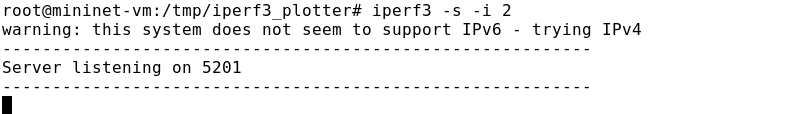 root@mininet-vm:/tmp/iperf3_plotter# iperf3 -s -i 2
warning: this system does not seem to support IPv6 - trying IPv4
-----------------------------------------------------------
Server listening on 5201
-----------------------------------------------------------